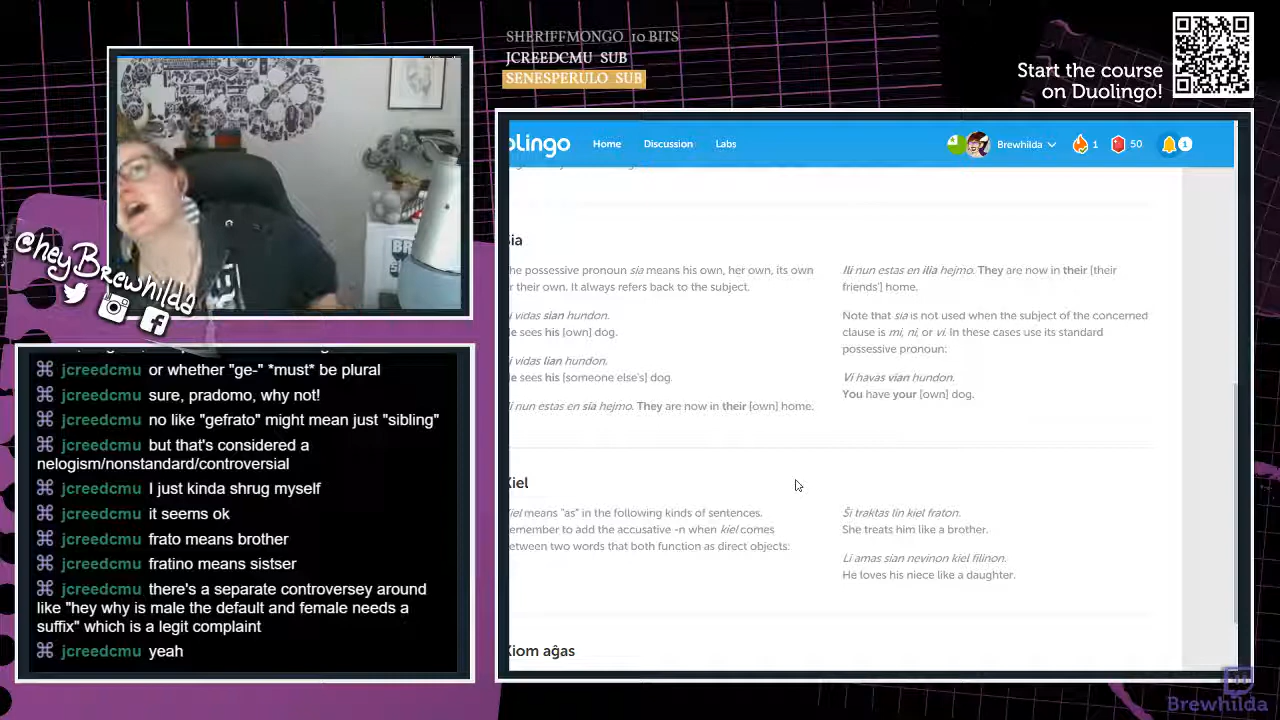 SHERIFFMONGO 10 BITS
JCREEDCMU SUB
SENESPERULO SUB
Start the course
on Duolingo!
@heyBrewhilda
olingo
Home
Discussion
Labs
Brewhilda
1
50
1
Sia
he possessive pronoun sia means his own, her own, its own
r their own. It always refers back to the subject.
i vidas sian hundon.
e sees his [own] dog.
i vidas lian hundon.
e sees his [someone else's] dog.
li nun estas en sia hejmo. They are now in their [own] home.
Ili nun estas en ilia hejmo. They are now in their [their
friends'] home.
Note that sia is not used when the subject of the concerned
clause is mi, ni, or vi. In these cases use its standard
possessive pronoun:
Vi havas vian hundon.
You have your [own] dog.
Kiel
iel means "as" in the following kinds of sentences.
emember to add the accusative -n when kiel comes
etween two words that both function as direct objects:
Ŝi traktas lin kiel fraton.
She treats him like a brother.
Li amas sian nevinon kiel filinon.
He loves his niece like a daughter.
Kiom aĝas
jcreedcmu or whether "ge-" *must* be plural
jcreedcmu sure, pradomo, why not!
jcreedcmu no like "gefrato" might mean just "sibling"
jcreedcmu but that's considered a
nelogism/nonstandard/controversial
jcreedcmu I just kinda shrug myself
jcreedcmu it seems ok
jcreedcmu frato means brother
jcreedcmu fratino means sistser
jcreedcmu there's a separate controversey around
like "hey why is male the default and female needs a
suffix" which is a legit complaint
jcreedcmu yeah
Brewhilda